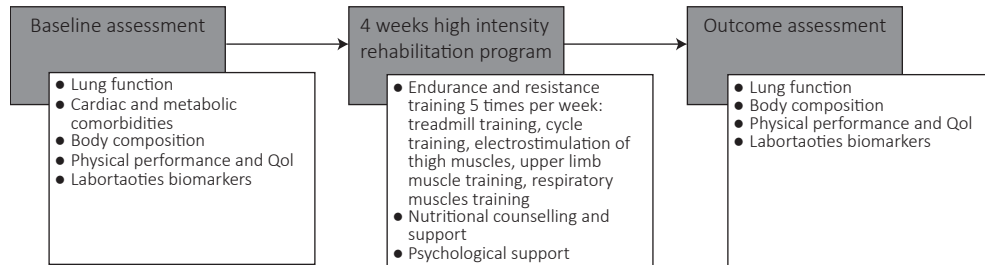 Baseline assessment
● Lung function
● Cardiac and metabolic
comorbidities
● Body composition
● Physical performance and Qol
● Labortaoties biomarkers
4 weeks high intensity
rehabilitation program
● Endurance and resistance
training 5 times per week:
treadmill training, cycle
training, electrostimulation of
thigh muscles, upper limb
muscle training, respiratory
muscles training
● Nutritional counselling and
support
● Psychological support
Outcome assessment
● Lung function
● Body composition
● Physical performance and Qol
● Labortaoties biomarkers